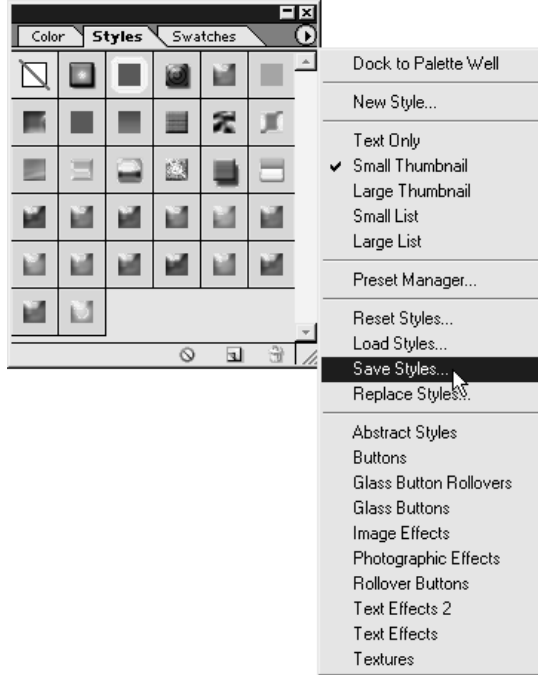 Color Styles Swatches
Dock to Palette Well
New Style...
Text Only
Small Thumbnail
Large Thumbnail
Small List
Large List
Preset Manager...
Reset Styles...
Load Styles...
Save Styles...
Replace Styles...
Abstract Styles
Buttons
Glass Button Rollovers
Glass Buttons
Image Effects
Photographic Effects
Rollover Buttons
Text Effects 2
Text Effects
Textures